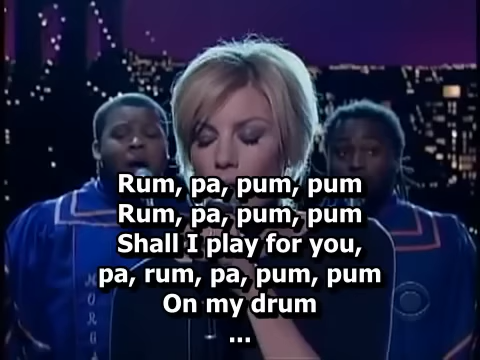 Rum, pa, pum, pum
Rum, pa, pum, pum
Shall I play for you,
pa, rum, pa, pum, pum
On my drum
...
MORGA